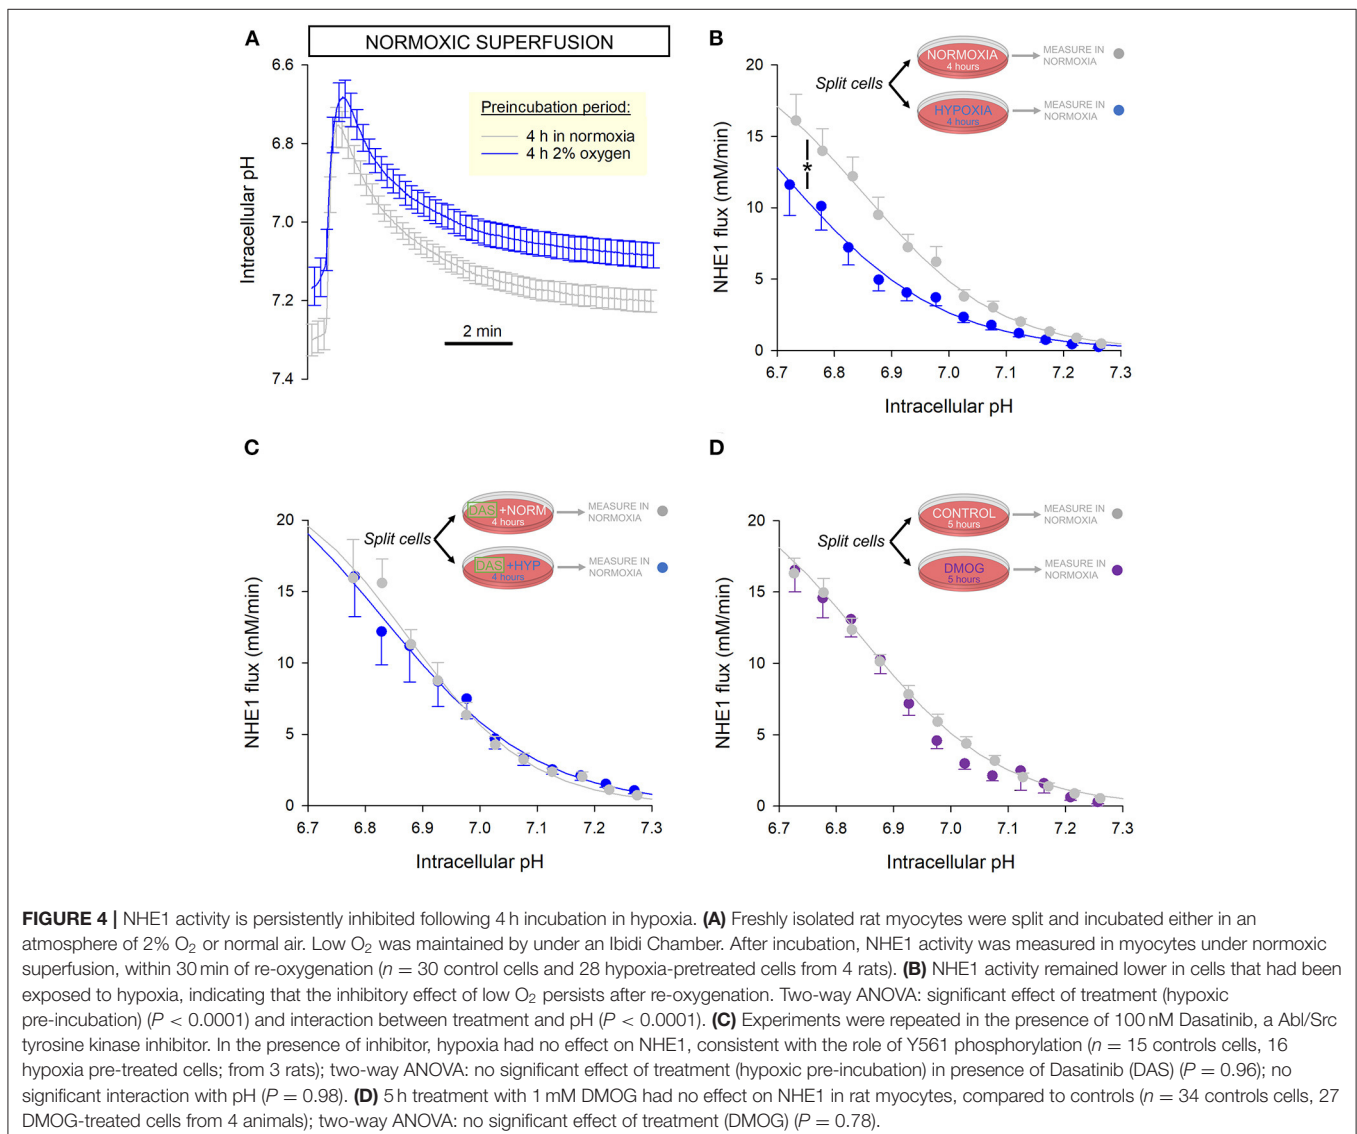 A
NORMOXIC SUPERFUSION
6.6
6.8
7.0
7.2
7.4
Intracellular pH
Preincubation period:
4 h in normoxia
4 h 2% oxygen
2 min
B
Split cells
NORMOXIA
4 hours
MEASURE IN
NORMOXIA
HYPOXIA
4 hours
MEASURE IN
NORMOXIA
20
15
10
5
0
NHE1 flux (mM/min)
*
6.7 6.8 6.9 7.0 7.1 7.2 7.3
Intracellular pH
C
Split cells
DAS +NORM
4 hours
MEASURE IN
NORMOXIA
DAS +HYP
4 hours
MEASURE IN
NORMOXIA
20
15
10
5
0
NHE1 flux (mM/min)
6.7 6.8 6.9 7.0 7.1 7.2 7.3
Intracellular pH
D
Split cells
CONTROL
5 hours
MEASURE IN
NORMOXIA
DMOG
5 hours
MEASURE IN
NORMOXIA
20
15
10
5
0
NHE1 flux (mM/min)
6.7 6.8 6.9 7.0 7.1 7.2 7.3
Intracellular pH
FIGURE 4 | NHE1 activity is persistently inhibited following 4 h incubation in hypoxia. (A) Freshly isolated rat myocytes were split and incubated either in an
atmosphere of 2% O₂ or normal air. Low O₂ was maintained by under an Ibidi Chamber. After incubation, NHE1 activity was measured in myocytes under normoxic
superfusion, within 30 min of re-oxygenation (n = 30 control cells and 28 hypoxia-pretreated cells from 4 rats). (B) NHE1 activity remained lower in cells that had been
exposed to hypoxia, indicating that the inhibitory effect of low O₂ persists after re-oxygenation. Two-way ANOVA: significant effect of treatment (hypoxic
pre-incubation) (P < 0.0001) and interaction between treatment and pH (P < 0.0001). (C) Experiments were repeated in the presence of 100 nM Dasatinib, a Abl/Src
tyrosine kinase inhibitor. In the presence of inhibitor, hypoxia had no effect on NHE1, consistent with the role of Y561 phosphorylation (n = 15 controls cells, 16
hypoxia pre-treated cells; from 3 rats); two-way ANOVA: no significant effect of treatment (hypoxic pre-incubation) in presence of Dasatinib (DAS) (P = 0.96); no
significant interaction with pH (P = 0.98). (D) 5 h treatment with 1 mM DMOG had no effect on NHE1 in rat myocytes, compared to controls (n = 34 controls cells, 27
DMOG-treated cells from 4 animals); two-way ANOVA: no significant effect of treatment (DMOG) (P = 0.78).